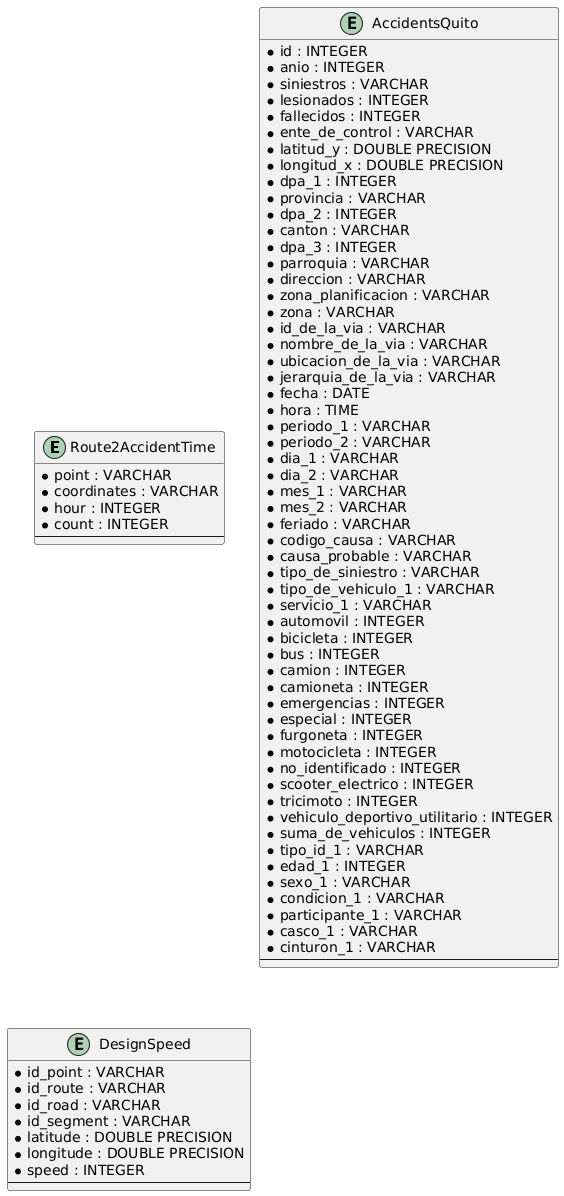 E AccidentsQuito
id : INTEGER
anio : INTEGER
siniestros : VARCHAR
lesionados : INTEGER
fallecidos : INTEGER
ente_de_control : VARCHAR
latitud_y : DOUBLE PRECISION
longitud_x : DOUBLE PRECISION
dpa_1 : INTEGER
provincia : VARCHAR
dpa_2 : INTEGER
canton : VARCHAR
dpa_3 : INTEGER
parroquia : VARCHAR
direccion : VARCHAR
zona_planificacion : VARCHAR
zona : VARCHAR
id_de_la_via : VARCHAR
nombre_de_la_via : VARCHAR
ubicacion_de_la_via : VARCHAR
jerarquia_de_la_via : VARCHAR
fecha : DATE
hora : TIME
periodo_1 : VARCHAR
periodo_2 : VARCHAR
dia_1 : VARCHAR
dia_2 : VARCHAR
mes_1 : VARCHAR
mes_2 : VARCHAR
feriado : VARCHAR
codigo_causa : VARCHAR
causa_probable : VARCHAR
tipo_de_siniestro : VARCHAR
tipo_de_vehiculo_1 : VARCHAR
servicio_1 : VARCHAR
automovil : INTEGER
bicicleta : INTEGER
bus : INTEGER
camion : INTEGER
camioneta : INTEGER
emergencias : INTEGER
especial : INTEGER
furgoneta : INTEGER
motocicleta : INTEGER
no_identificado : INTEGER
scooter_electrico : INTEGER
tricimoto : INTEGER
vehiculo_deportivo_utilitario : INTEGER
suma_de_vehiculos : INTEGER
tipo_id_1 : VARCHAR
edad_1 : INTEGER
sexo_1 : VARCHAR
condicion_1 : VARCHAR
participante_1 : VARCHAR
casco_1 : VARCHAR
cinturon_1 : VARCHAR
E Route2AccidentTime
point : VARCHAR
coordinates : VARCHAR
hour : INTEGER
count : INTEGER
E DesignSpeed
id_point : VARCHAR
id_route : VARCHAR
id_road : VARCHAR
id_segment : VARCHAR
latitude : DOUBLE PRECISION
longitude : DOUBLE PRECISION
speed : INTEGER